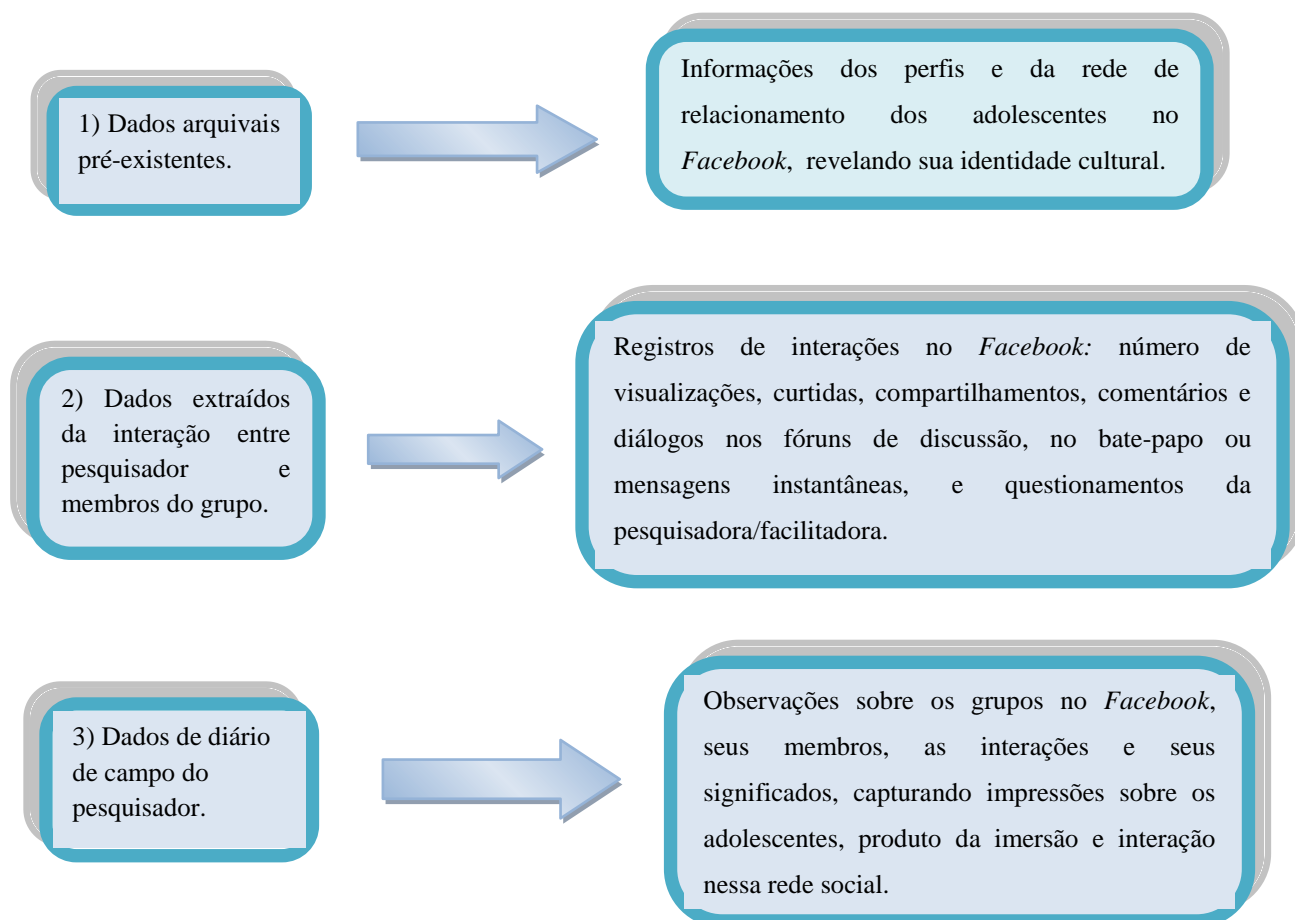 1) Dados arquivais
pré-existentes.
Informações dos perfis e da rede de
relacionamento dos adolescentes no
Facebook, revelando sua identidade cultural.
2) Dados extraídos
da interação entre
pesquisador e
membros do grupo.
Registros de interações no Facebook: número de
visualizações, curtidas, compartilhamentos, comentários e
diálogos nos fóruns de discussão, no bate-papo ou
mensagens instantâneas, e questionamentos da
pesquisadora/facilitadora.
3) Dados de diário
de campo do
pesquisador.
Observações sobre os grupos no Facebook,
seus membros, as interações e seus
significados, capturando impressões sobre os
adolescentes, produto da imersão e interação
nessa rede social.